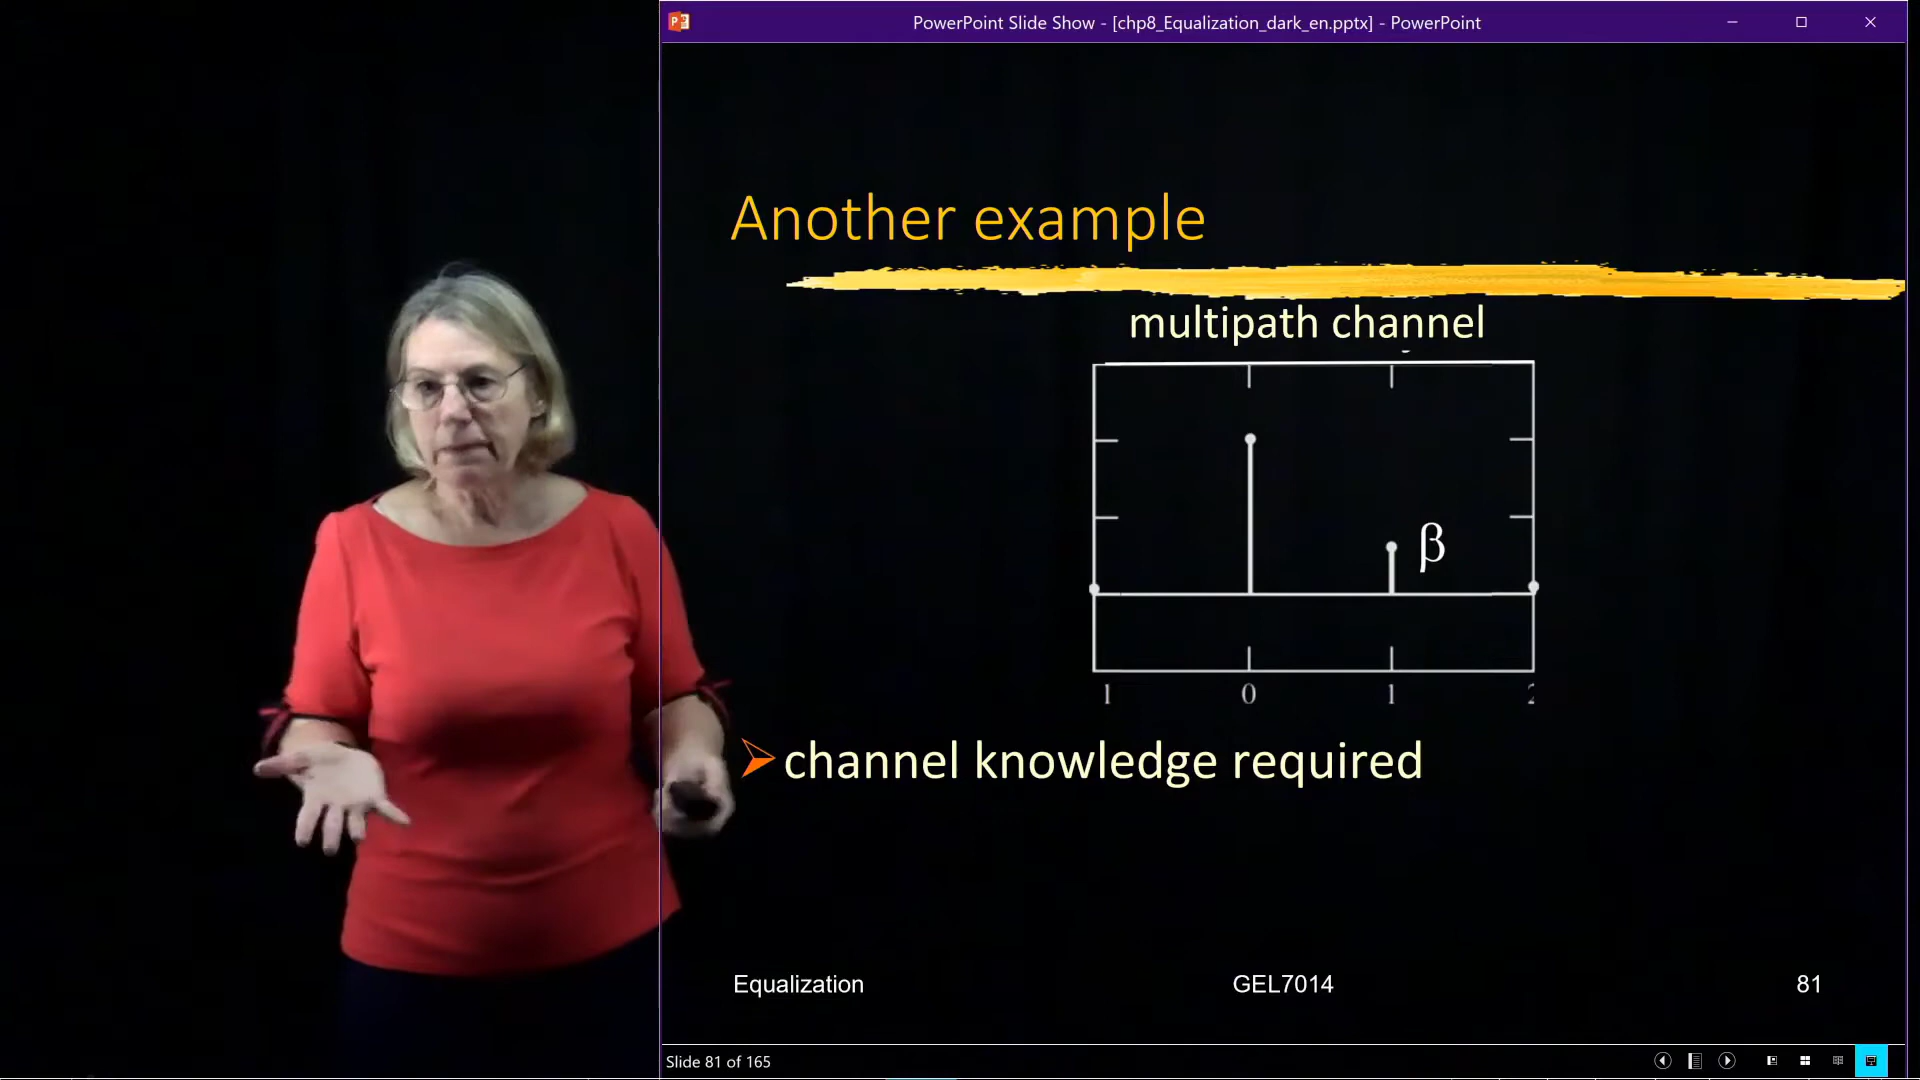 PowerPoint Slide Show - [chp8_Equalization_dark_en.pptx] - PowerPoint
Another example
multipath channel
β
1 0 1 2
channel knowledge required
Equalization GEL7014 81
Slide 81 of 165